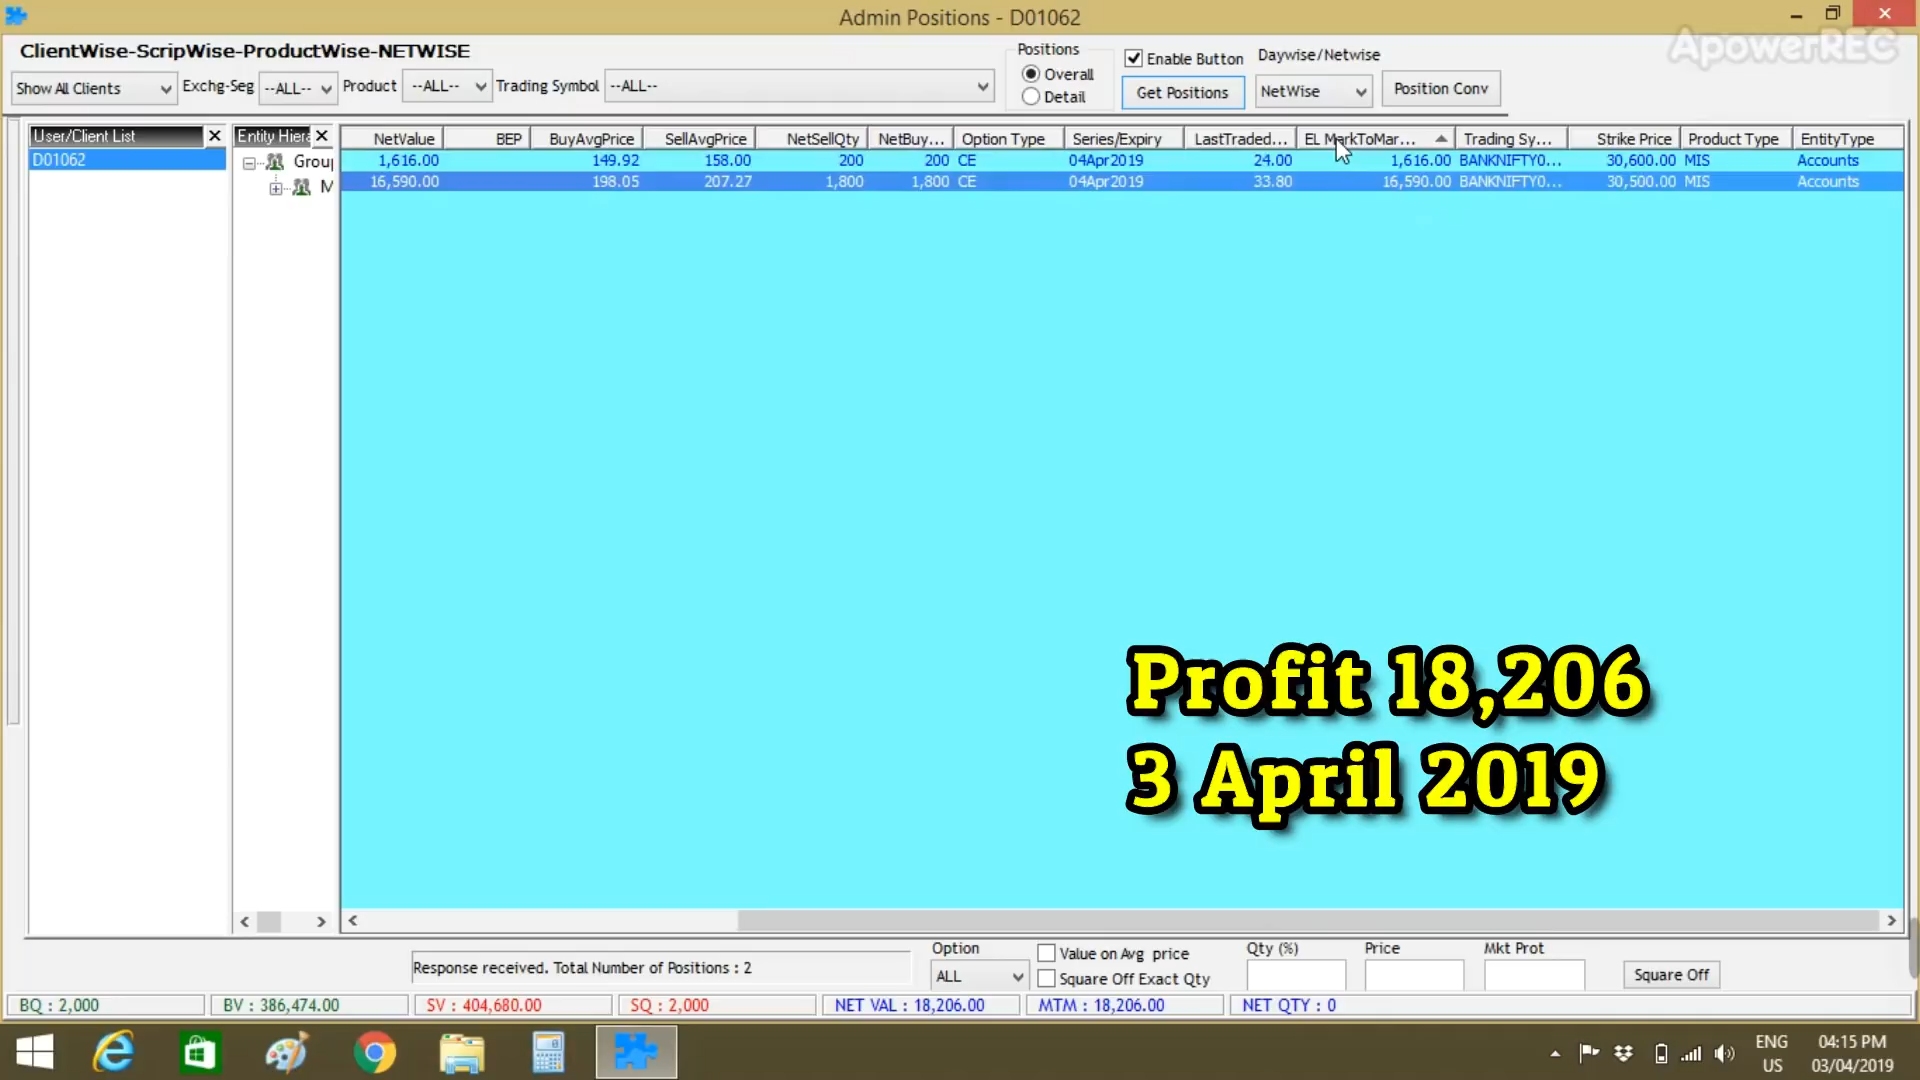 Admin Positions - D01062
ApowerREC
ClientWise-ScripWise-ProductWise-NETWISE
Show All Clients Exchg-Seg --ALL-- Product --ALL-- Trading Symbol --ALL--
Positions
Overall
Detail
Enable Button
Get Positions
Daywise/Netwise
NetWise
Position Conv
User/Client List
D01062
Entity Hiera
Group
M
NetValue BEP BuyAvgPrice SellAvgPrice NetSellQty NetBuy... Option Type Series/Expiry LastTraded... EL MarkToMar... Trading Sy... Strike Price Product Type EntityType
1,616.00 149.92 158.00 200 200 CE 04Apr2019 24.00 1,616.00 BANKNIFTY0... 30,600.00 MIS Accounts
16,590.00 198.05 207.27 1,800 1,800 CE 04Apr2019 33.80 16,590.00 BANKNIFTY0... 30,500.00 MIS Accounts
Profit 18,206
3 April 2019
Response received. Total Number of Positions : 2
Option
ALL
Value on Avg price
Square Off Exact Qty
Qty (%)
Price
Mkt Prot
Square Off
BQ : 2,000 BV : 386,474.00 SV : 404,680.00 SQ : 2,000 NET VAL : 18,206.00 MTM : 18,206.00 NET QTY : 0
ENG
US
04:15 PM
03/04/2019